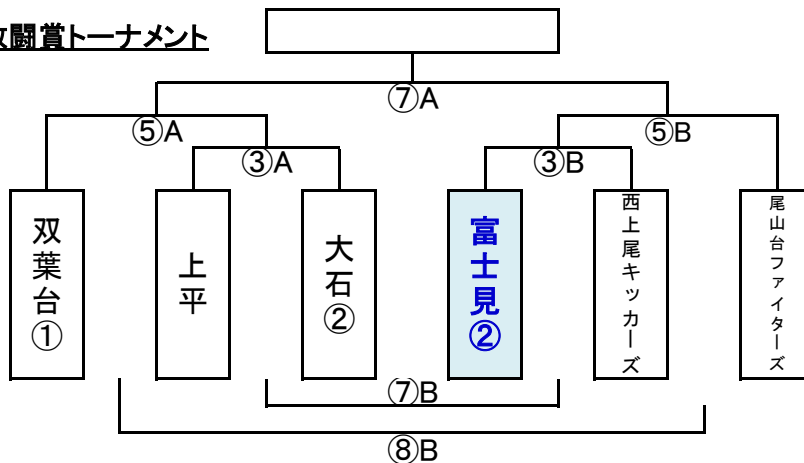 闘賞トーナメント
⑦A
⑤A
⑤B
③A
③B
双葉台①
上平
大石②
富士見②
西上尾キッカーズ
尾山台ファイターズ
⑦B
⑧B